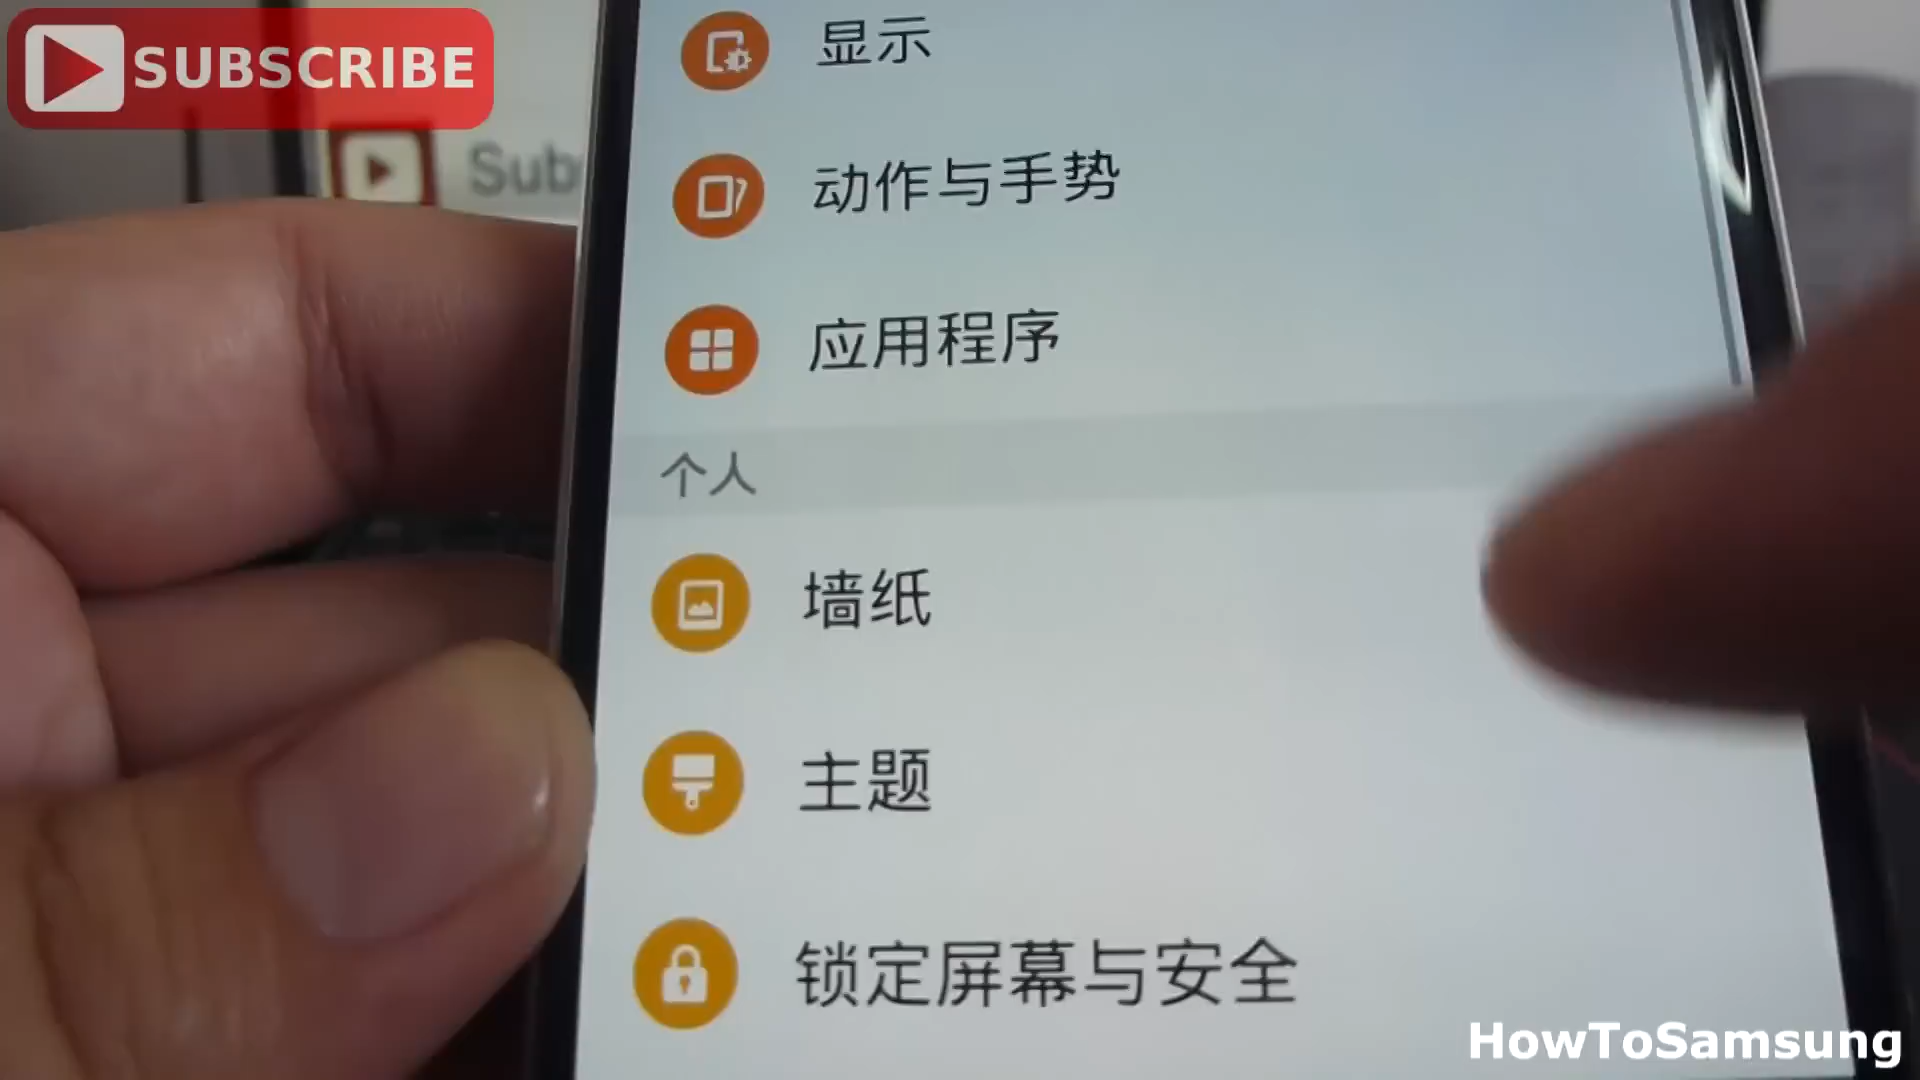 SUBSCRIBE
Sub
显示
动作与手势
应用程序
个人
墙纸
主题
锁定屏幕与安全
HowToSamsung